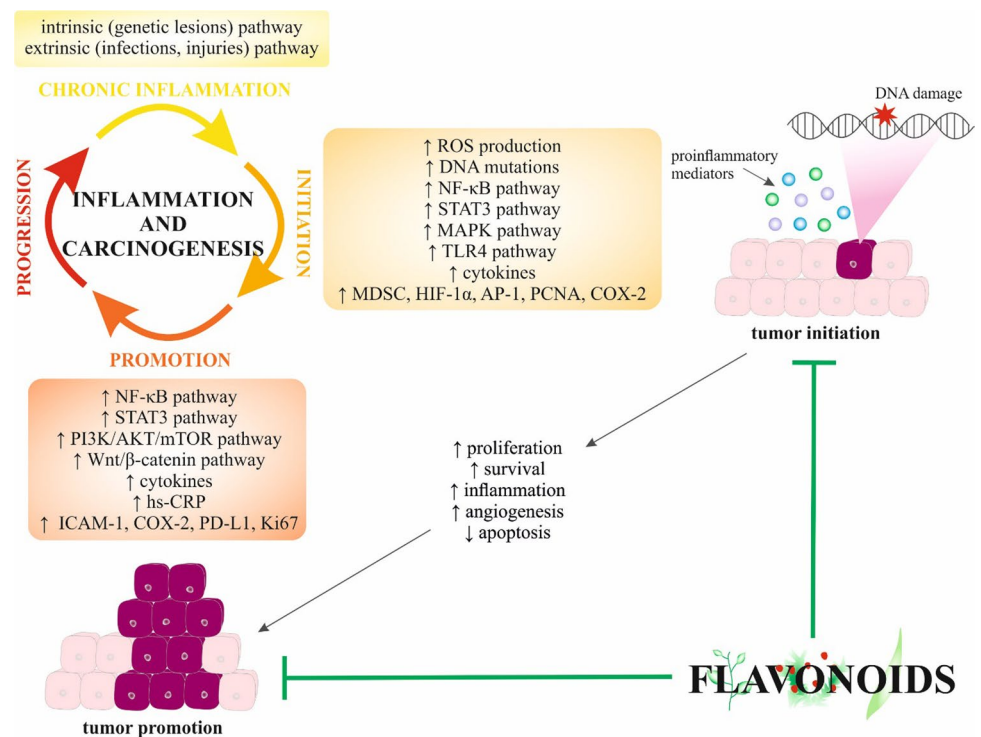 intrinsic (genetic lesions) pathway
extrinsic (infections, injuries) pathway
CHRONIC INFLAMMATION
INITIATION
PROMOTION
PROGRESSION
INFLAMMATION
AND
CARCINOGENESIS
↑ ROS production
↑ DNA mutations
↑ NF-κB pathway
↑ STAT3 pathway
↑ MAPK pathway
↑ TLR4 pathway
↑ cytokines
↑ MDSC, HIF-1α, AP-1, PCNA, COX-2
DNA damage
proinflammatory
mediators
tumor initiation
↑ NF-κB pathway
↑ STAT3 pathway
↑ PI3K/AKT/mTOR pathway
↑ Wnt/β-catenin pathway
↑ cytokines
↑ hs-CRP
↑ ICAM-1, COX-2, PD-L1, Ki67
↑ proliferation
↑ survival
↑ inflammation
↑ angiogenesis
↓ apoptosis
tumor promotion
FLAVONOIDS